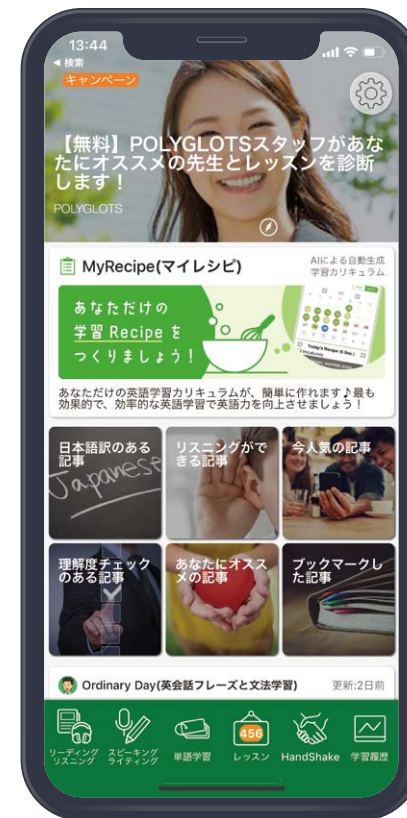 13:44
◀ 検索
キャンペーン
【無料】POLYGLOTSスタッフがあな
たにオススメの先生とレッスンを診断
します！
POLYGLOTS
MyRecipe(マイレシピ)
AIによる自動生成
学習カリキュラム
あなただけの
学習 Recipe を
つくりましょう！
Today's Recipe (6 Sep)
あなただけの英語学習カリキュラムが、簡単に作れます♪最も
効果的で、効率的な英語学習で英語力を向上させましょう！
日本語訳のある
記事
Japanese
リスニングがで
きる記事
今人気の記事
理解度チェック
のある記事
あなたにオスス
メの記事
ブックマークし
た記事
Ordinary Day(英会話フレーズと文法学習)
更新:2日前
リーディング
リスニング
スピーキング
ライティング
単語学習
456
レッスン
HandShake
学習履歴